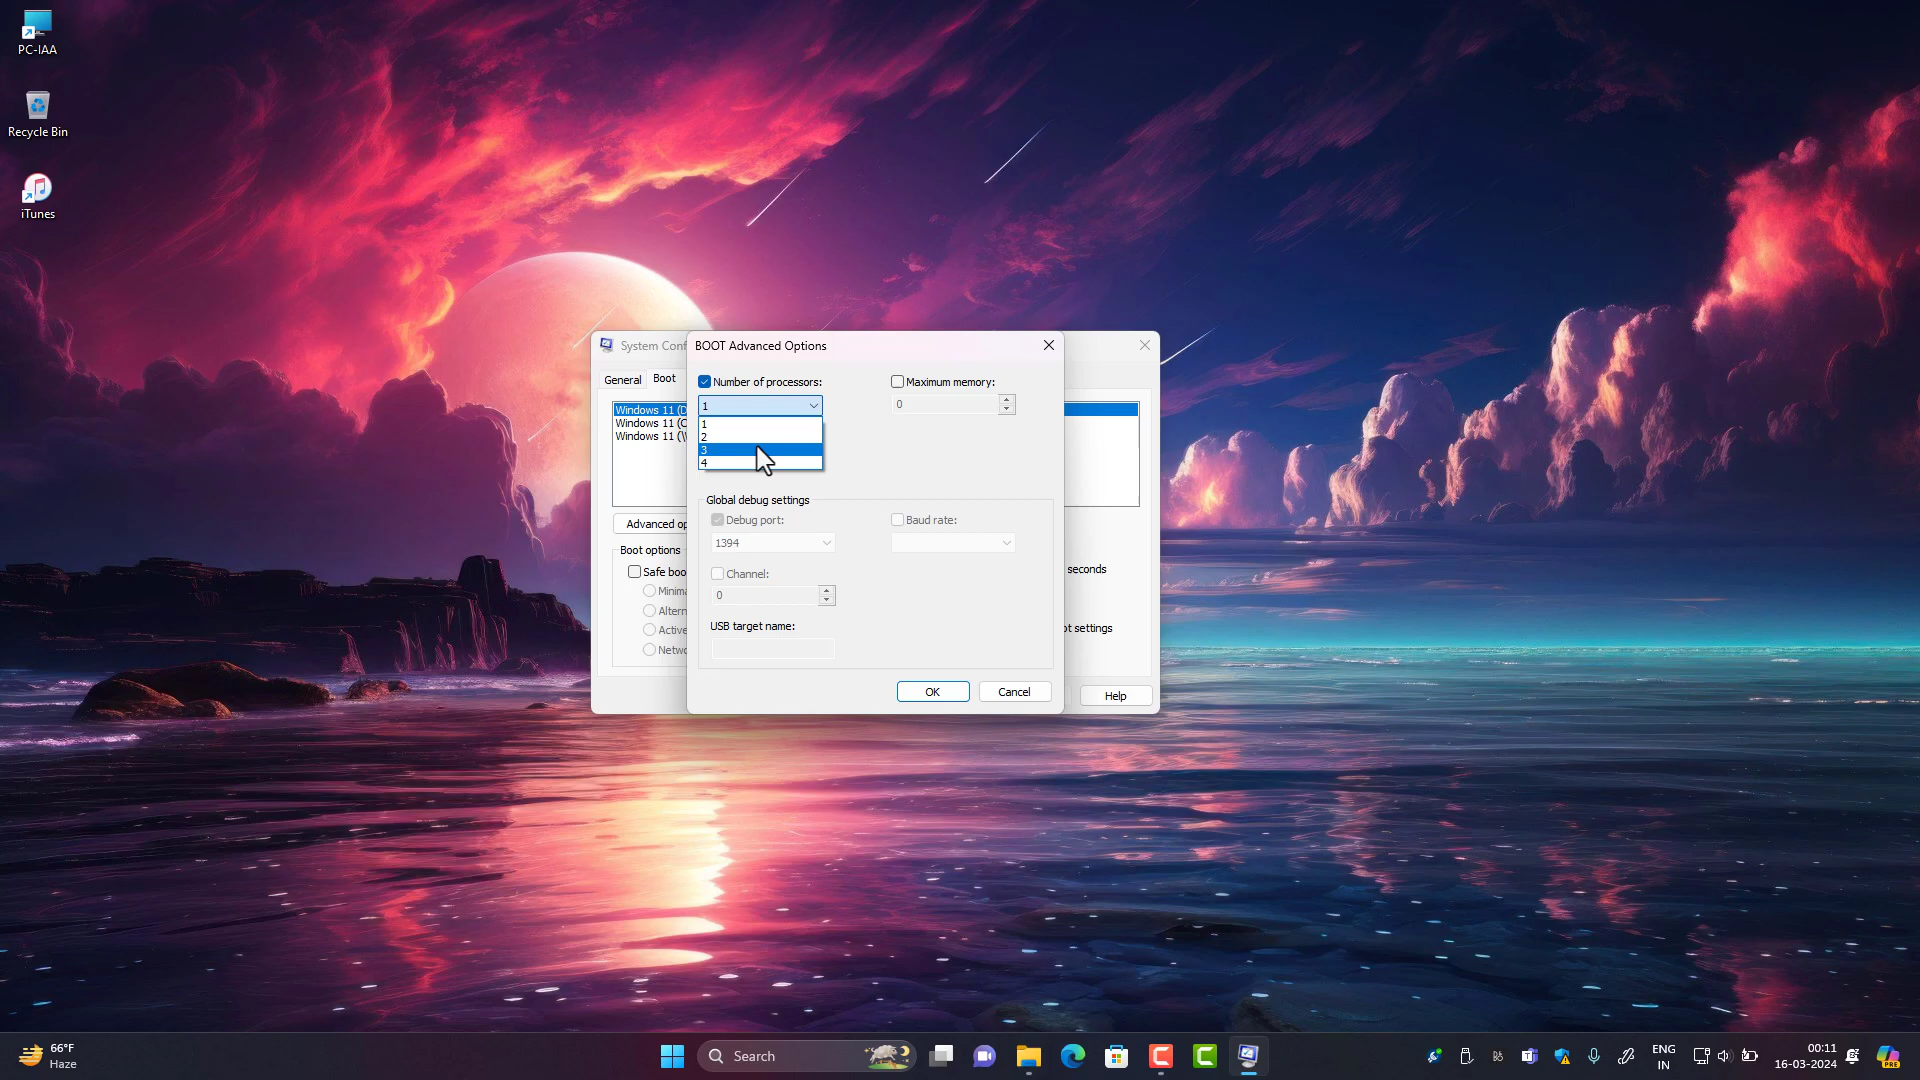 PC-IAA
Recycle Bin
iTunes
System Conf
General
Boot
Windows 11 (D
Windows 11 (C
Windows 11 (\W
Advanced op
Boot options
Safe boo
Minima
Altern
Active
Netwo
BOOT Advanced Options
Number of processors:
1
1
2
3
4
Maximum memory:
0
Global debug settings
Debug port:
1394
Baud rate:
Channel:
0
USB target name:
OK
Cancel
seconds
ot settings
Help
66°F
Haze
Search
ENG
IN
00:11
16-03-2024
PRE